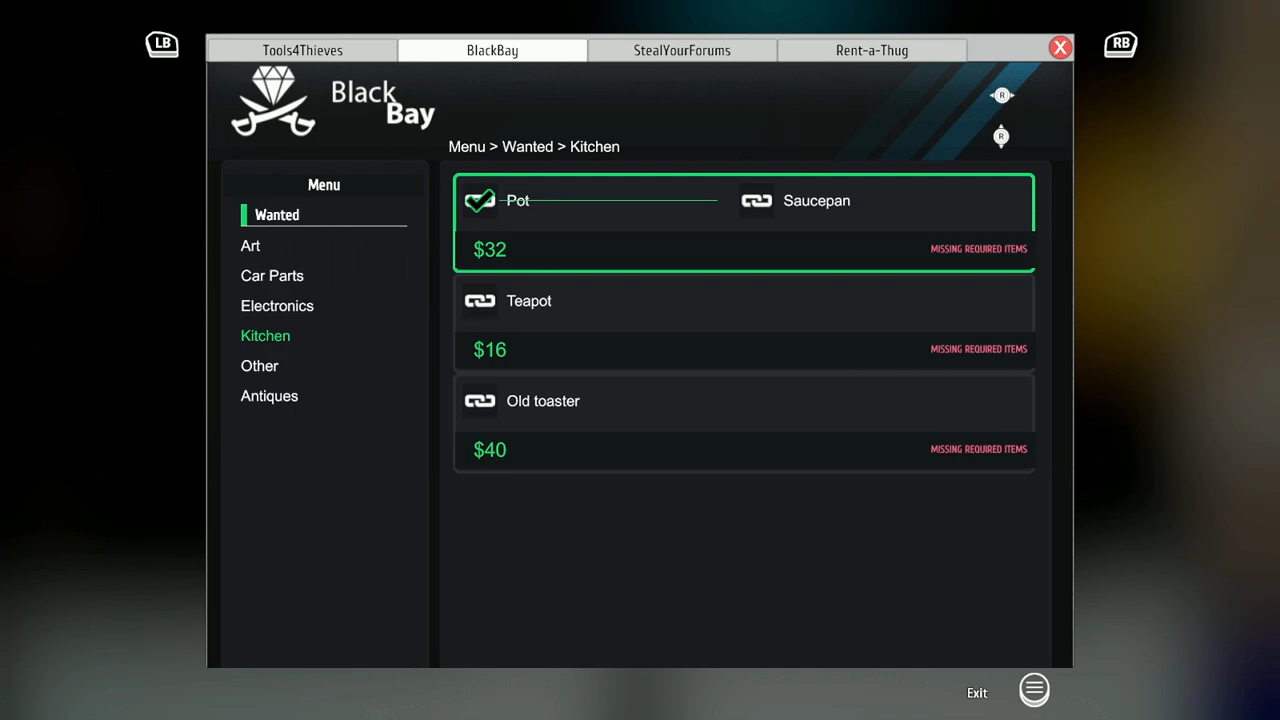 LB
Tools4Thieves
BlackBay
StealYourForums
Rent-a-Thug
X
RB
Black
Bay
R
R
Menu > Wanted > Kitchen
Menu
Wanted
Art
Car Parts
Electronics
Kitchen
Other
Antiques
Pot
Saucepan
$32
MISSING REQUIRED ITEMS
Teapot
$16
MISSING REQUIRED ITEMS
Old toaster
$40
MISSING REQUIRED ITEMS
Exit